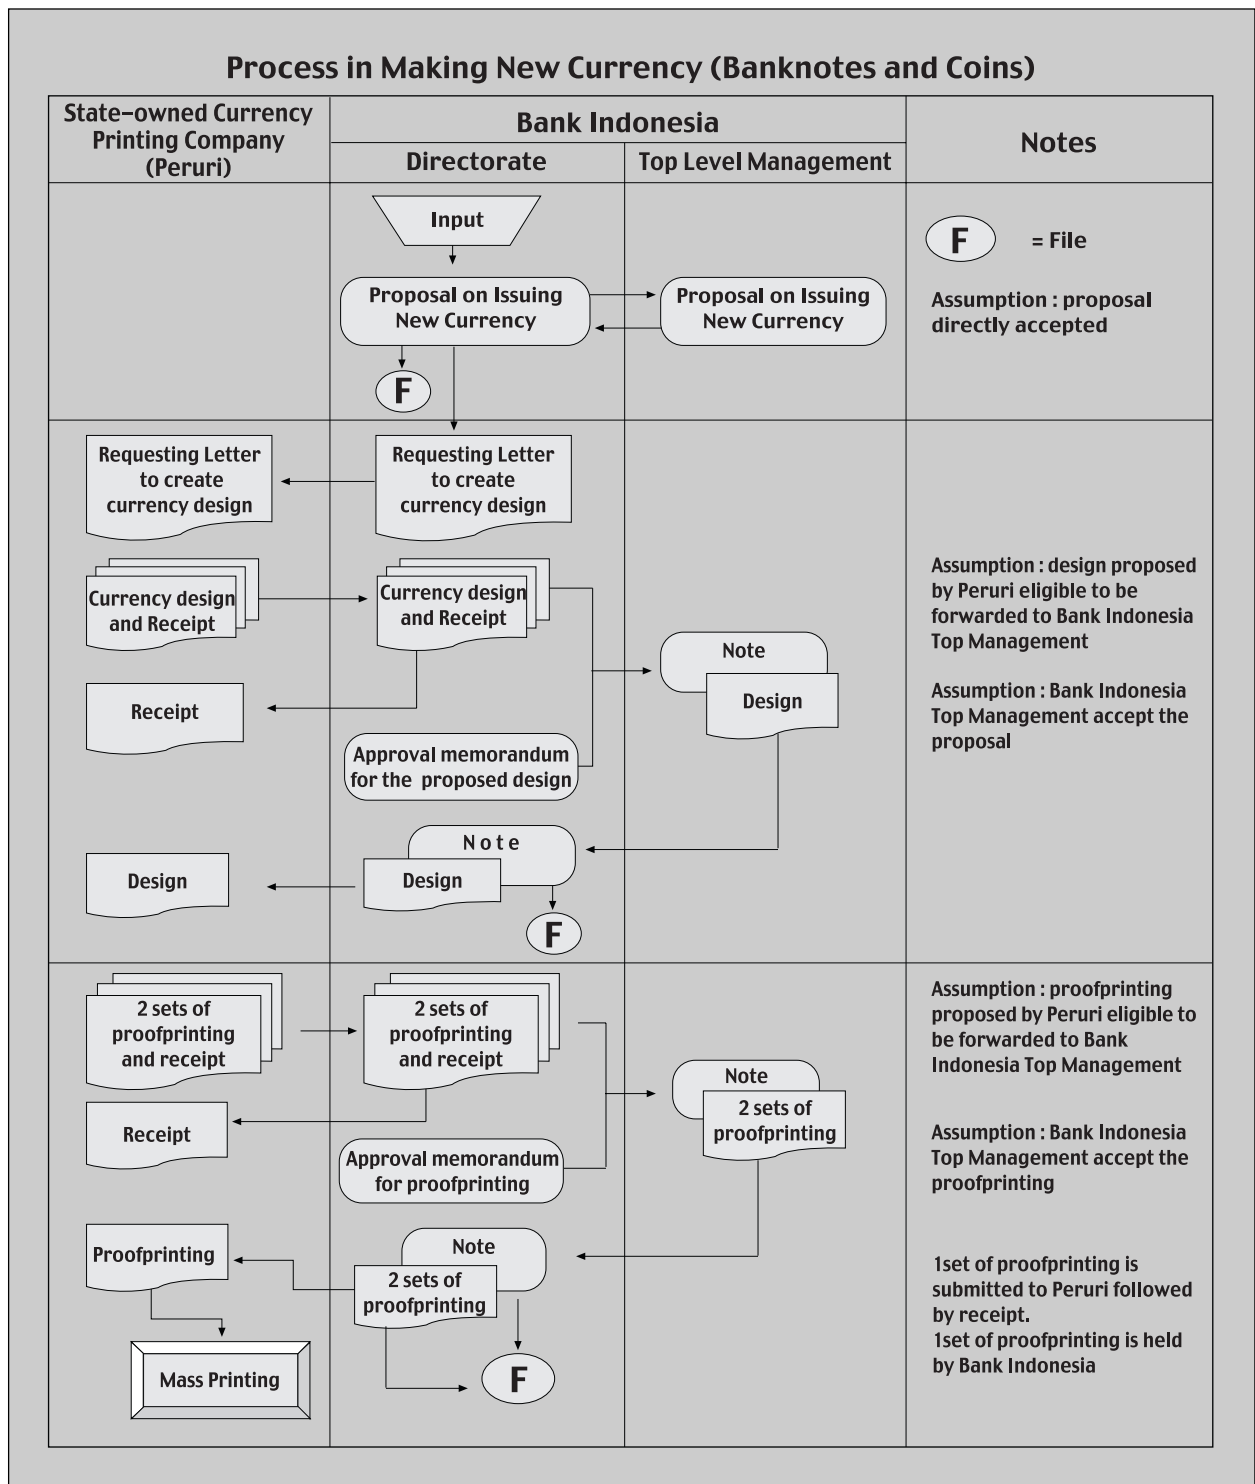 Process in Making New Currency (Banknotes and Coins)
State-owned Currency
Printing Company
(Peruri)
Bank Indonesia
Directorate
Top Level Management
Notes
Input
Proposal on Issuing
New Currency
Proposal on Issuing
New Currency
F
F
= File
Assumption : proposal
directly accepted
Requesting Letter
to create
currency design
Requesting Letter
to create
currency design
Currency design
and Receipt
Currency design
and Receipt
Note
Design
Receipt
Approval memorandum
for the proposed design
Note
Design
Design
F
Assumption : design proposed
by Peruri eligible to be
forwarded to Bank Indonesia
Top Management
Assumption : Bank Indonesia
Top Management accept the
proposal
2 sets of
proofprinting
and receipt
2 sets of
proofprinting
and receipt
Note
2 sets of
proofprinting
Receipt
Approval memorandum
for proofprinting
Proofprinting
Note
2 sets of
proofprinting
Mass Printing
F
Assumption : proofprinting
proposed by Peruri eligible to
be forwarded to Bank
Indonesia Top Management
Assumption : Bank Indonesia
Top Management accept the
proofprinting
1set of proofprinting is
submitted to Peruri followed
by receipt.
1set of proofprinting is held
by Bank Indonesia